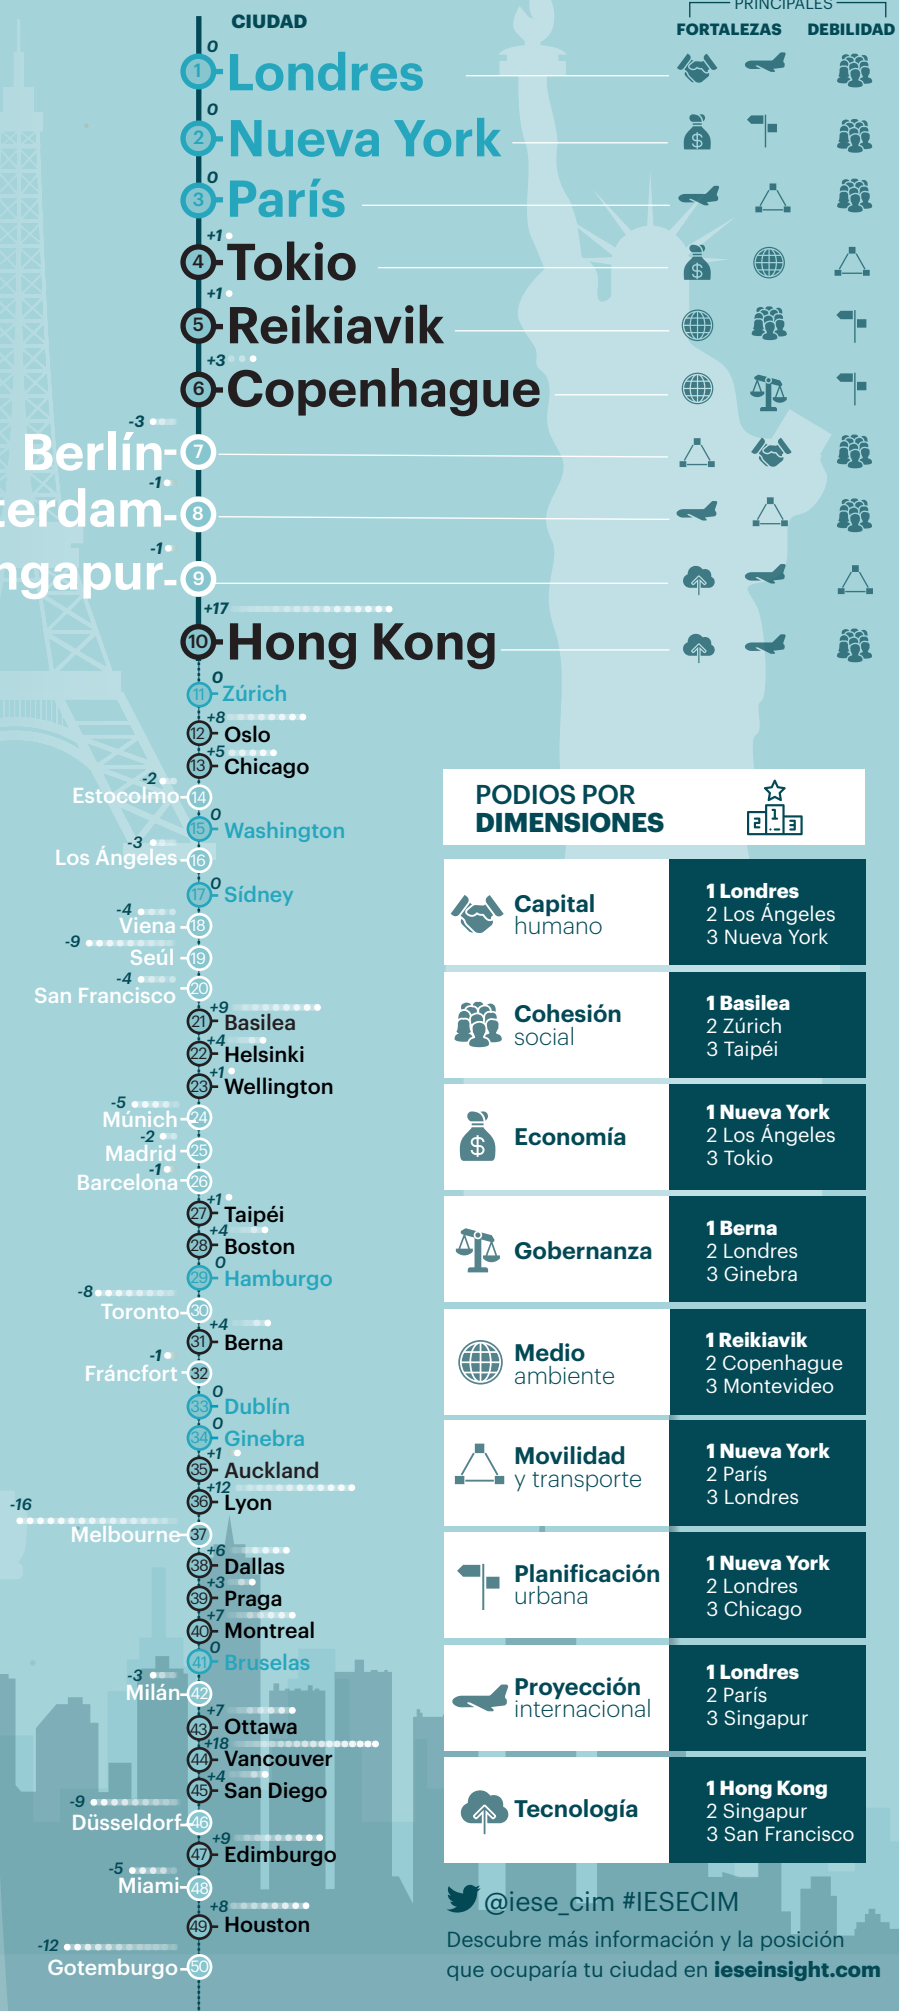 PRINCIPALES
CIUDAD
FORTALEZAS DEBILIDAD
0
1 Londres
0
2 Nueva York
0
3 París
+1
4 Tokio
+1
5 Reikiavik
+3
6 Copenhague
-3
Berlín 7
-1
terdam 8
-1
ngapur 9
+17
10 Hong Kong
0
11 Zúrich
+8
12 Oslo
+5
13 Chicago
-2
Estocolmo 14
0
15 Washington
-3
Los Ángeles 16
0
17 Sídney
-4
Viena 18
-9
Seúl 19
-4
San Francisco 20
+9
21 Basilea
+4
22 Helsinki
+1
23 Wellington
-5
Múnich 24
-2
Madrid 25
-1
Barcelona 26
+1
27 Taipéi
+4
28 Boston
0
29 Hamburgo
-8
Toronto 30
+4
31 Berna
-1
Fráncfort 32
0
33 Dublín
0
34 Ginebra
+1
35 Auckland
+12
36 Lyon
-16
Melbourne 37
+6
38 Dallas
+3
39 Praga
+7
40 Montreal
0
41 Bruselas
-3
Milán 42
+7
43 Ottawa
+18
44 Vancouver
+4
45 San Diego
-9
Düsseldorf 46
+9
47 Edimburgo
-5
Miami 48
+8
49 Houston
-12
Gotemburgo 50
PODIOS POR
DIMENSIONES
2 1 3
Capital
humano
1 Londres
2 Los Ángeles
3 Nueva York
Cohesión
social
1 Basilea
2 Zúrich
3 Taipéi
$ Economía
1 Nueva York
2 Los Ángeles
3 Tokio
Gobernanza
1 Berna
2 Londres
3 Ginebra
Medio
ambiente
1 Reikiavik
2 Copenhague
3 Montevideo
Movilidad
y transporte
1 Nueva York
2 París
3 Londres
Planificación
urbana
1 Nueva York
2 Londres
3 Chicago
Proyección
internacional
1 Londres
2 París
3 Singapur
Tecnología
1 Hong Kong
2 Singapur
3 San Francisco
@iese_cim #IESECIM
Descubre más información y la posición
que ocuparía tu ciudad en ieseinsight.com